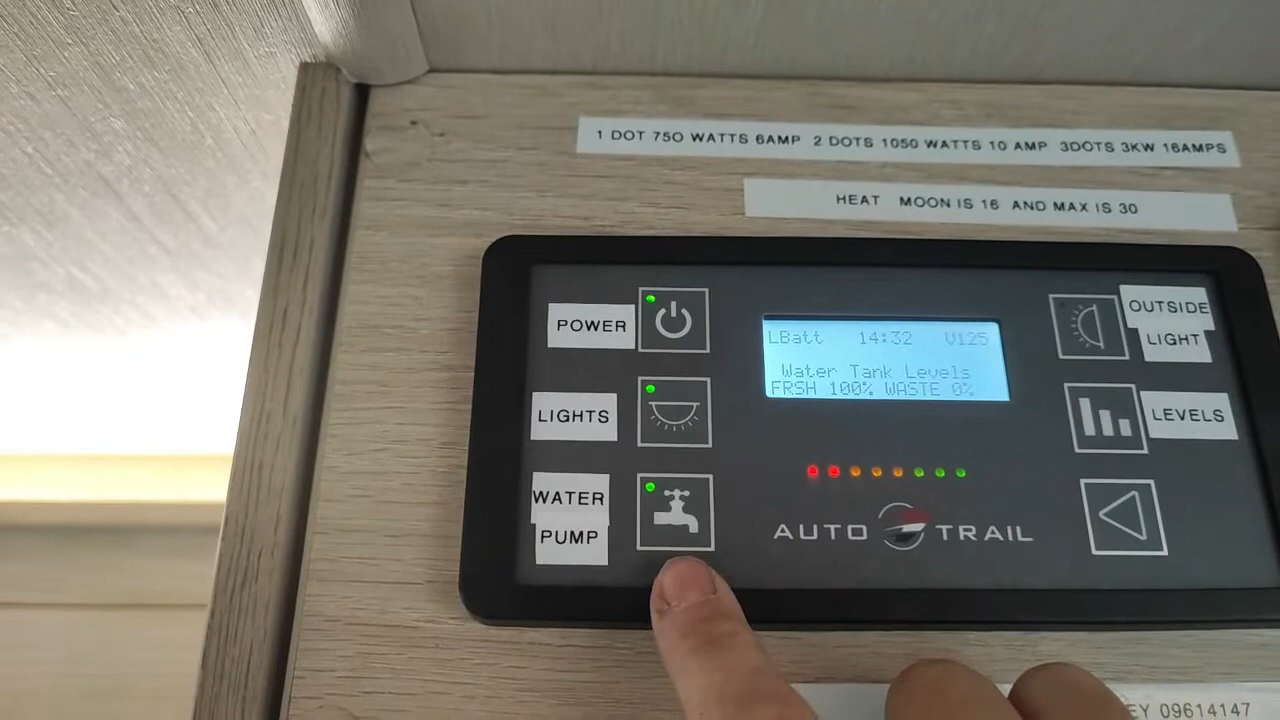 1 DOT 75O WATTS 6AMP 2 DOTS 1050 WATTS 10 AMP 3DOTS 3KW 16AMPS
HEAT MOON IS 16 AND MAX IS 30
POWER
LIGHTS
WATER
PUMP
LBatt 14:32 V125
Water Tank Levels
FRSH 100% WASTE 0%
AUTO TRAIL
OUTSIDE
LIGHT
LEVELS
EY 09614147